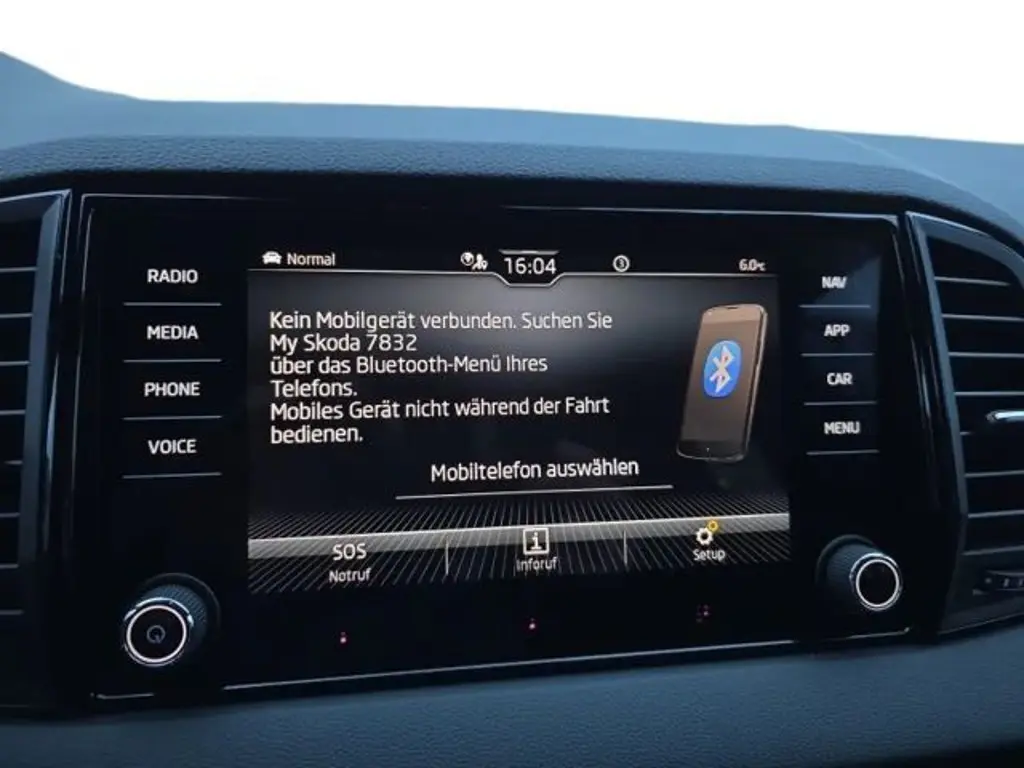 Normal
16:04
6.0°C
RADIO
MEDIA
PHONE
VOICE
Kein Mobilgerät verbunden. Suchen Sie
My Skoda 7832
über das Bluetooth-Menü Ihres
Telefons.
Mobiles Gerät nicht während der Fahrt
bedienen.
Mobiltelefon auswählen
SOS
Notruf
Inforuf
Setup
NAV
APP
CAR
MENU